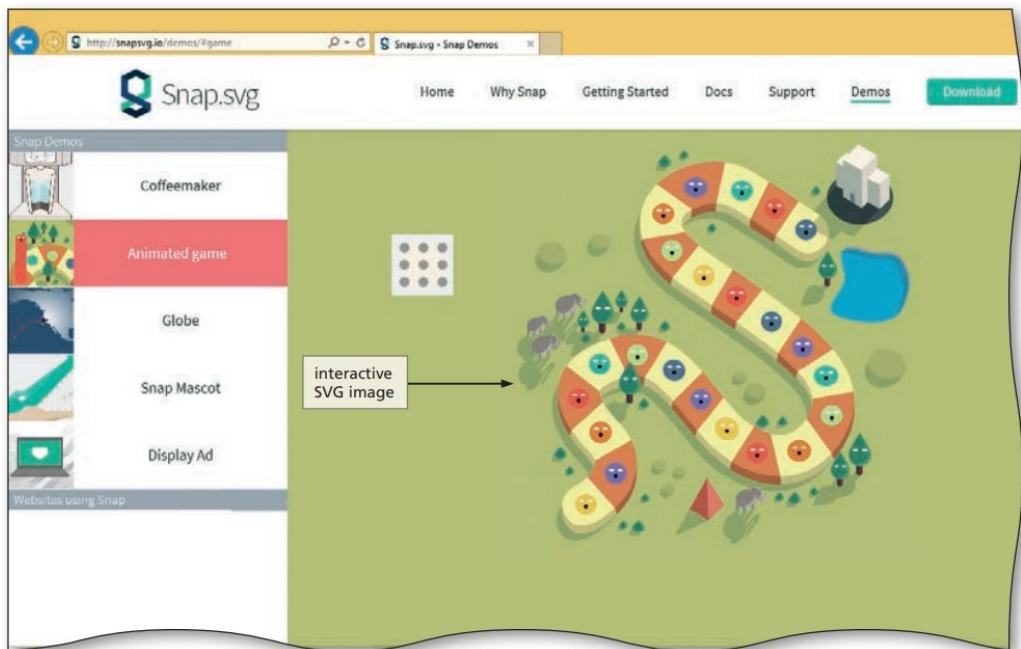 http://snapsvg.io/demos/#game
Snap.svg - Snap Demos
Snap.svg
Home Why Snap Getting Started Docs Support Demos Download
Snap Demos
Coffeemaker
Animated game
Globe
interactive
SVG image
Snap Mascot
Display Ad
Websites using Snap